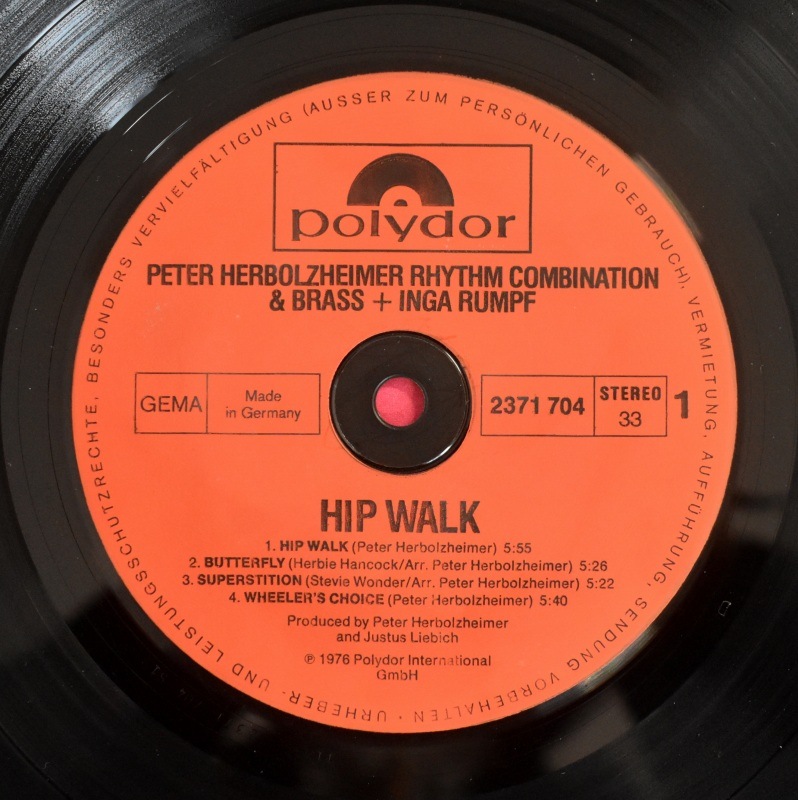 URHEBER- UND LEISTUNGSSCHUTZRECHTE, BESONDERS VERVIELFÄLTIGUNG (AUSSER ZUM PERSÖNLICHEN GEBRAUCH), VERMIETUNG, AUFFÜHRUNG, SENDUNG VORBEHALTEN ·
polydor
PETER HERBOLZHEIMER RHYTHM COMBINATION
& BRASS + INGA RUMPF
GEMA
Made
in Germany
2371 704
STEREO
33
1
HIP WALK
1. HIP WALK (Peter Herbolzheimer) 5:55
2. BUTTERFLY (Herbie Hancock/Arr. Peter Herbolzheimer) 5:26
3. SUPERSTITION (Stevie Wonder/Arr. Peter Herbolzheimer) 5:22
4. WHEELER'S CHOICE (Peter Herbolzheimer) 5:40
Produced by Peter Herbolzheimer
and Justus Liebich
℗ 1976 Polydor International
GmbH